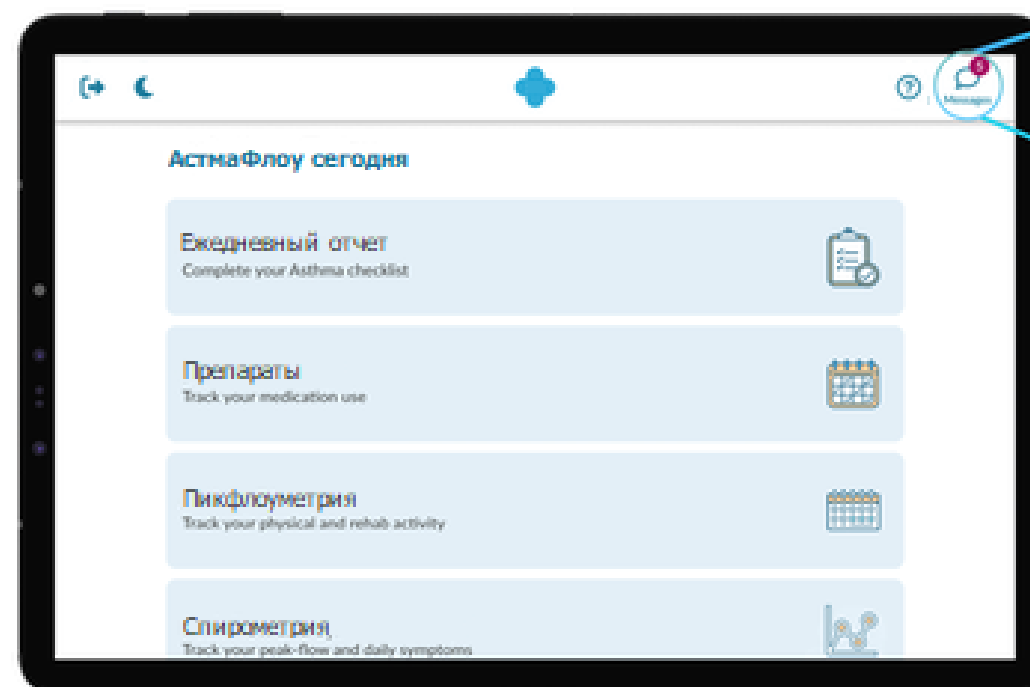 Messages
АстмаФлоу сегодня
Ежедневный отчет
Complete your Asthma checklist
Препараты
Track your medication use
Пикфлоуметрия
Track your physical and rehab activity
Спирометрия
Track your peak-flow and daily symptoms